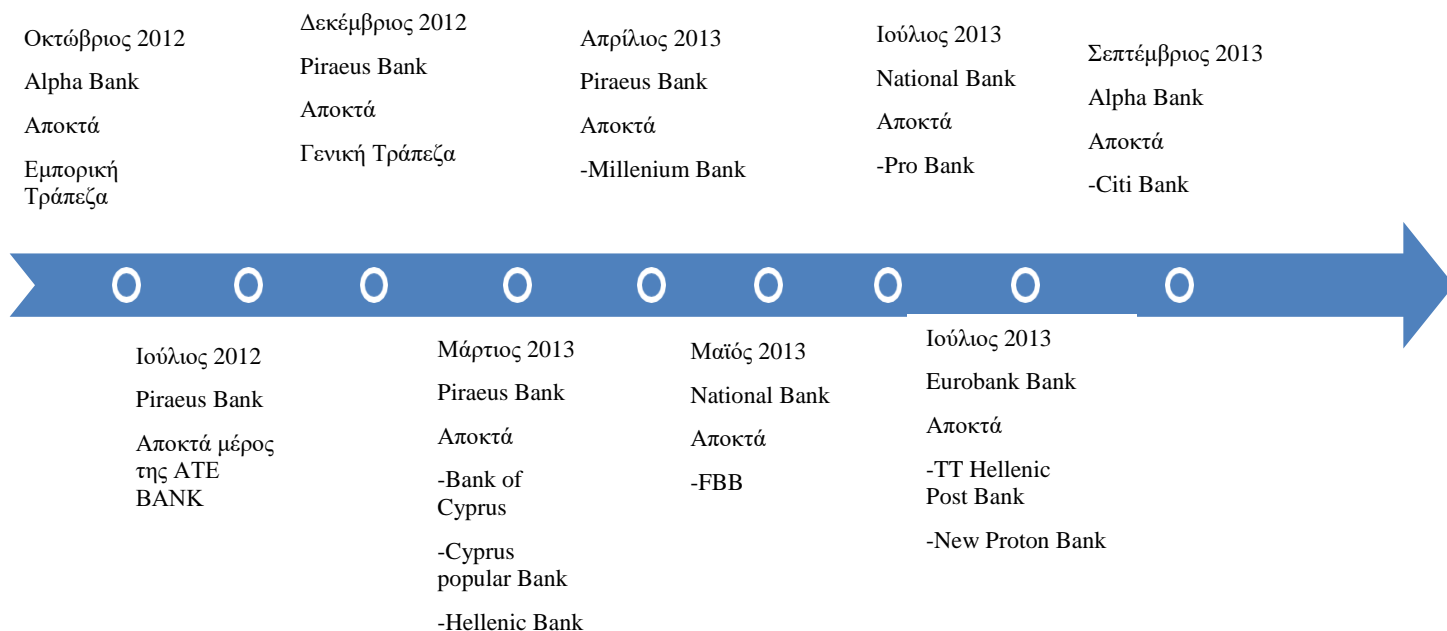 Οκτώβριος 2012
Alpha Bank
Αποκτά
Εμπορική
Τράπεζα
Δεκέμβριος 2012
Piraeus Bank
Αποκτά
Γενική Τράπεζα
Απρίλιος 2013
Piraeus Bank
Αποκτά
-Millenium Bank
Ιούλιος 2013
National Bank
Αποκτά
-Pro Bank
Σεπτέμβριος 2013
Alpha Bank
Αποκτά
-Citi Bank
Ιούλιος 2012
Piraeus Bank
Αποκτά μέρος
της ATE
BANK
Μάρτιος 2013
Piraeus Bank
Αποκτά
-Bank of
Cyprus
-Cyprus
popular Bank
-Hellenic Bank
Μαϊός 2013
National Bank
Αποκτά
-FBB
Ιούλιος 2013
Eurobank Bank
Αποκτά
-TT Hellenic
Post Bank
-New Proton Bank